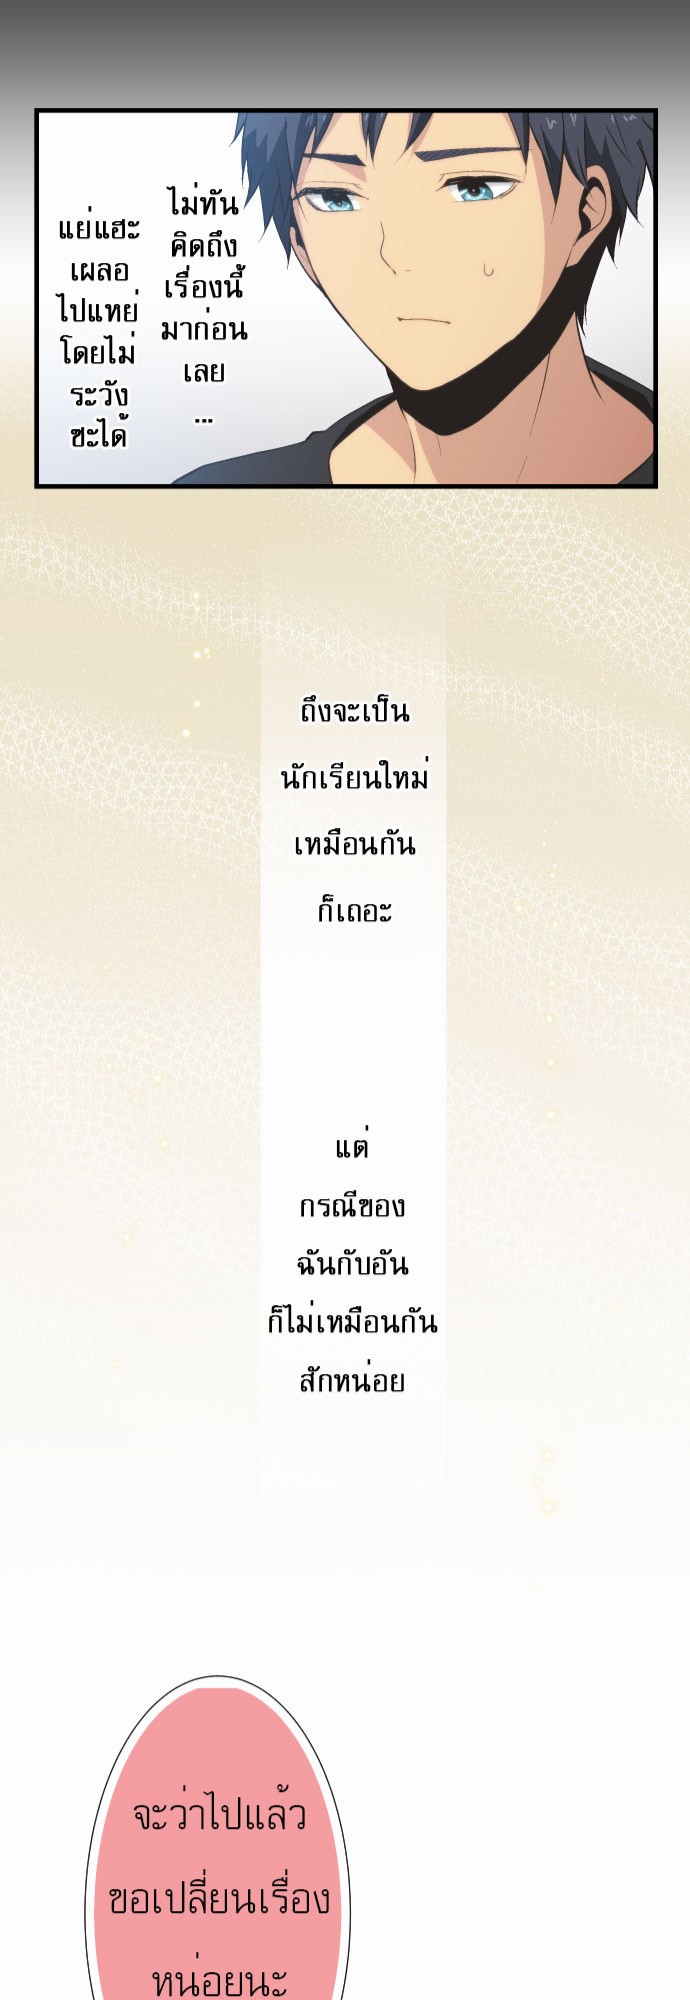 ไม่ทัน
คิดถึง
เรื่องนี้
มาก่อน
เลย
...
แย่แฮะ
เผลอ
ไปแหย่
โดยไม่
ระวัง
ซะได้
ถึงจะเป็น
นักเรียนใหม่
เหมือนกัน
ก็เถอะ
แต่
กรณีของ
ฉันกับอัน
ก็ไม่เหมือนกัน
สักหน่อย
จะว่าไปแล้ว
ขอเปลี่ยนเรื่อง
หน่อยนะ